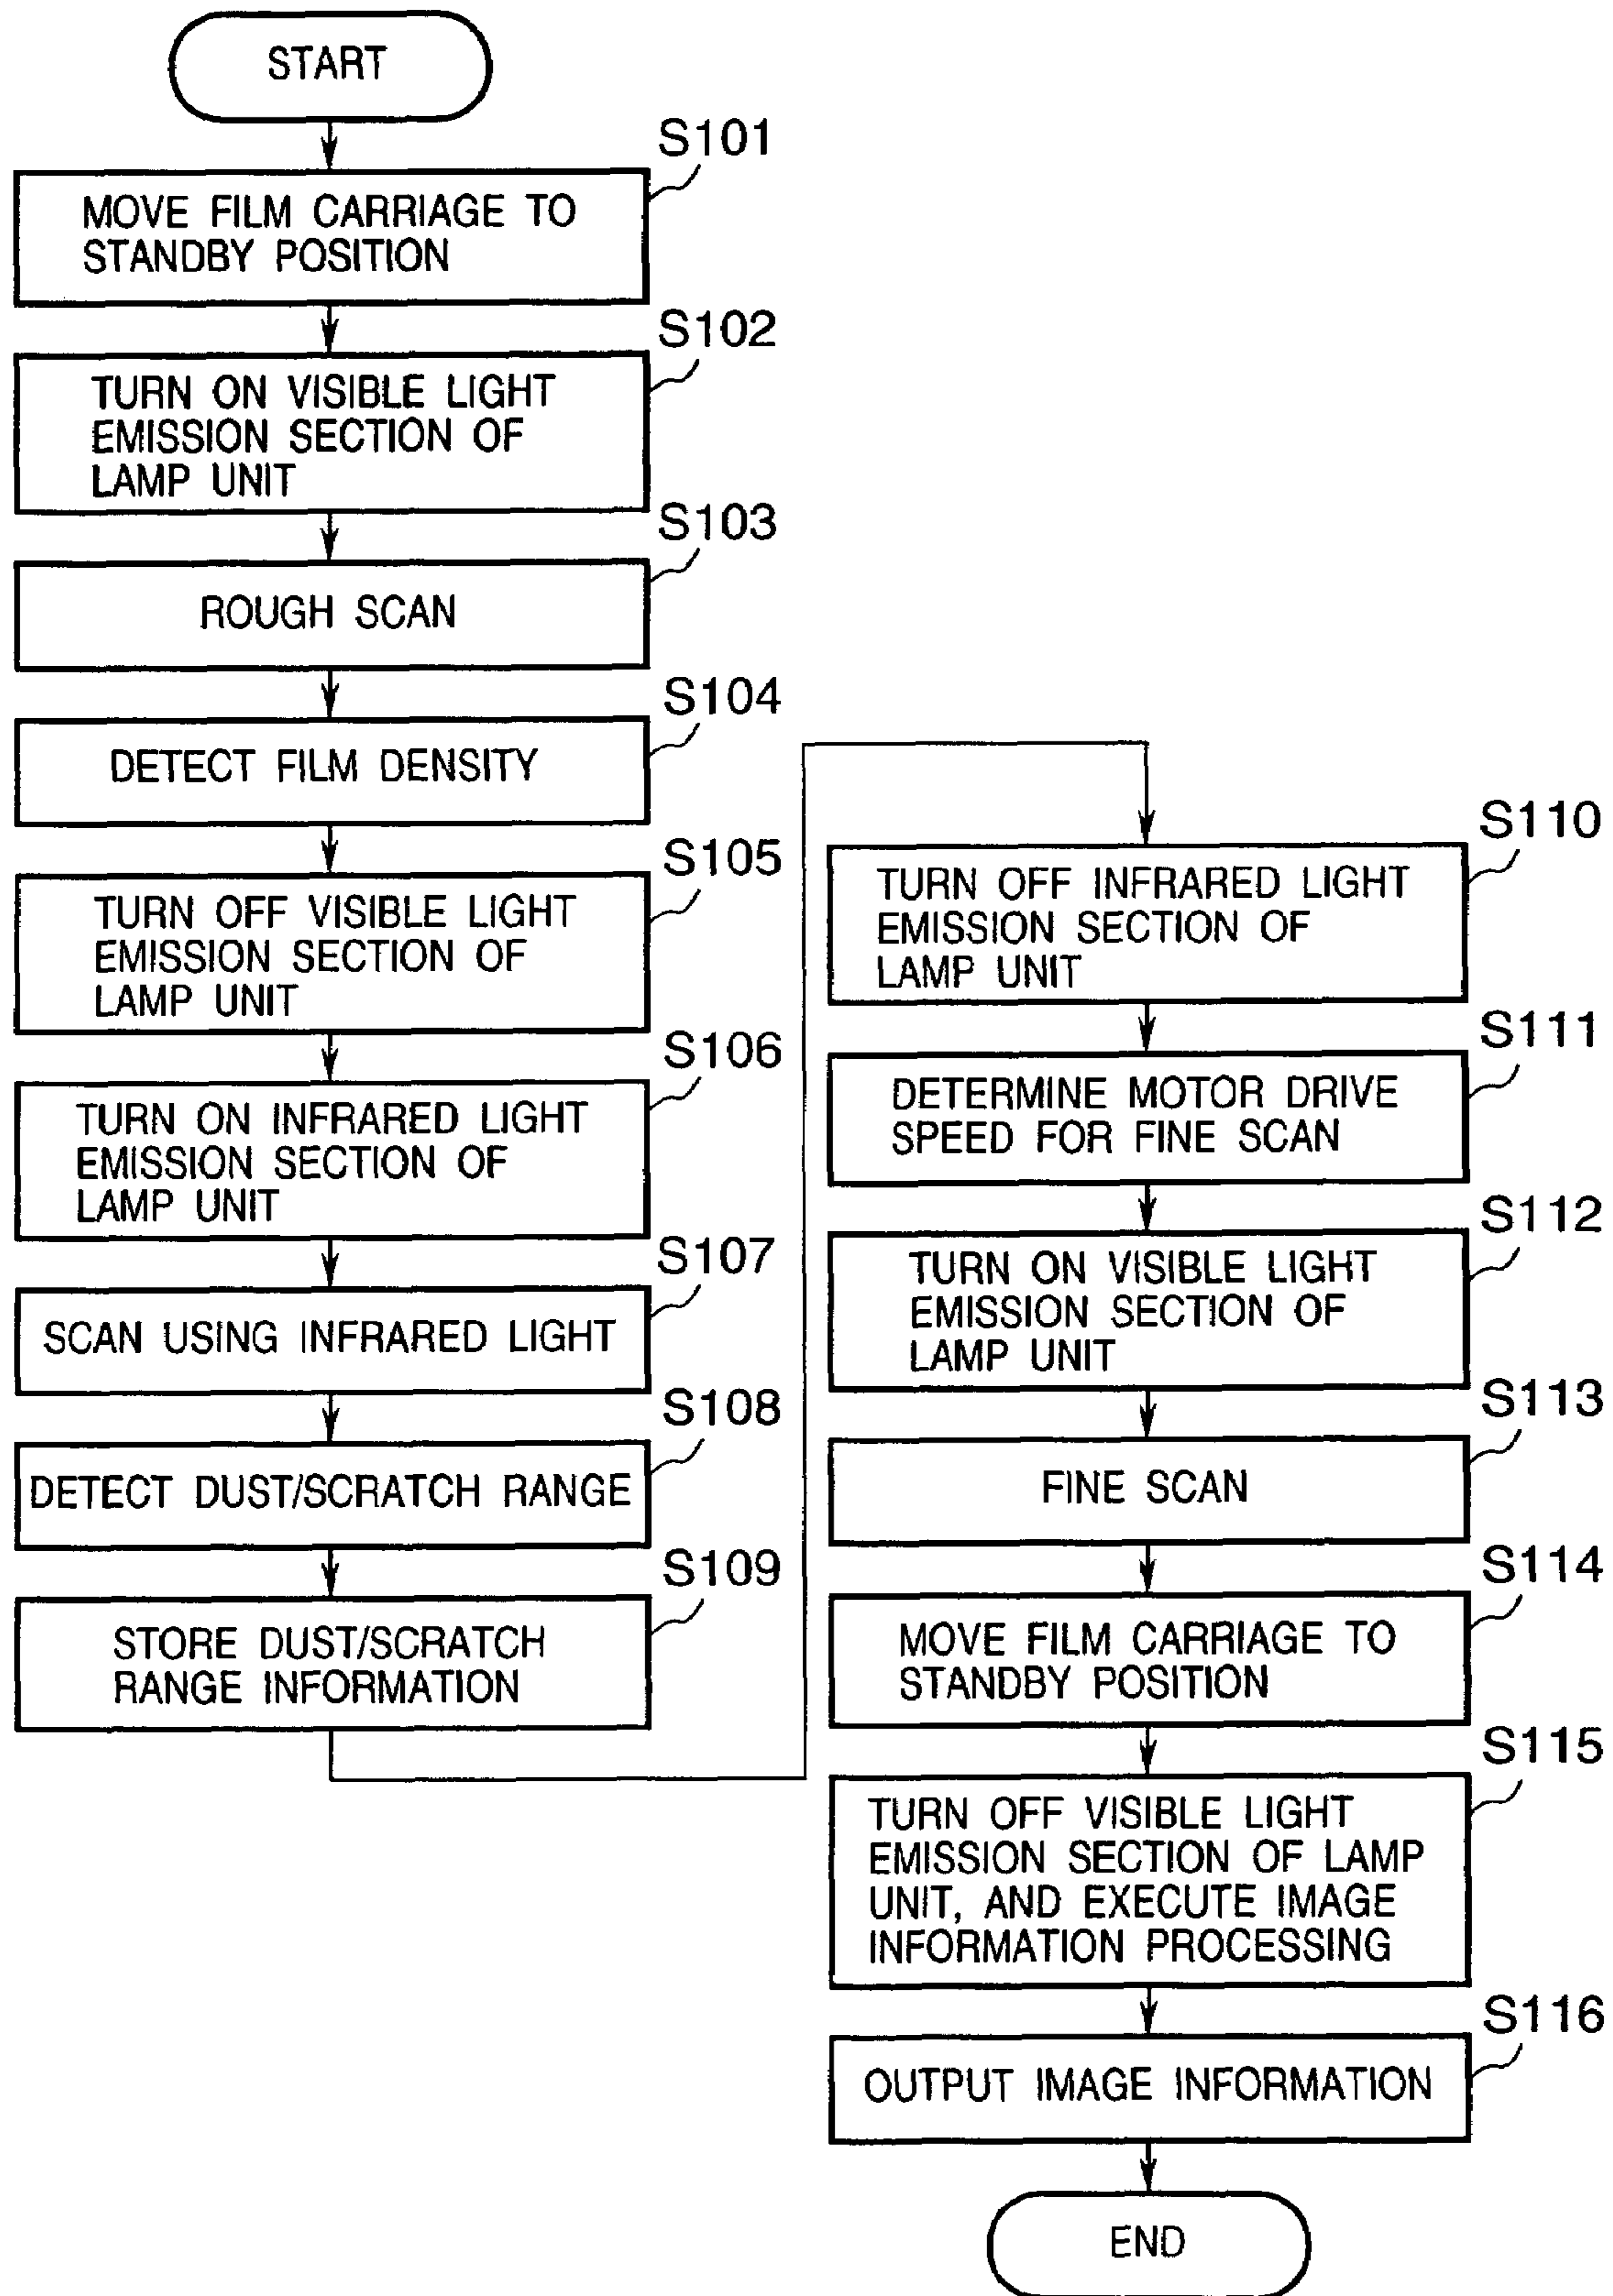 START
S101
MOVE FILM CARRIAGE TO
STANDBY POSITION
S102
TURN ON VISIBLE LIGHT
EMISSION SECTION OF
LAMP UNIT
S103
ROUGH SCAN
S104
DETECT FILM DENSITY
S105
TURN OFF VISIBLE LIGHT
EMISSION SECTION OF
LAMP UNIT
S106
TURN ON INFRARED LIGHT
EMISSION SECTION OF
LAMP UNIT
S107
SCAN USING INFRARED LIGHT
S108
DETECT DUST/SCRATCH RANGE
S109
STORE DUST/SCRATCH
RANGE INFORMATION
S110
TURN OFF INFRARED LIGHT
EMISSION SECTION OF
LAMP UNIT
S111
DETERMINE MOTOR DRIVE
SPEED FOR FINE SCAN
S112
TURN ON VISIBLE LIGHT
EMISSION SECTION OF
LAMP UNIT
S113
FINE SCAN
S114
MOVE FILM CARRIAGE TO
STANDBY POSITION
S115
TURN OFF VISIBLE LIGHT
EMISSION SECTION OF LAMP
UNIT, AND EXECUTE IMAGE
INFORMATION PROCESSING
S116
OUTPUT IMAGE INFORMATION
END